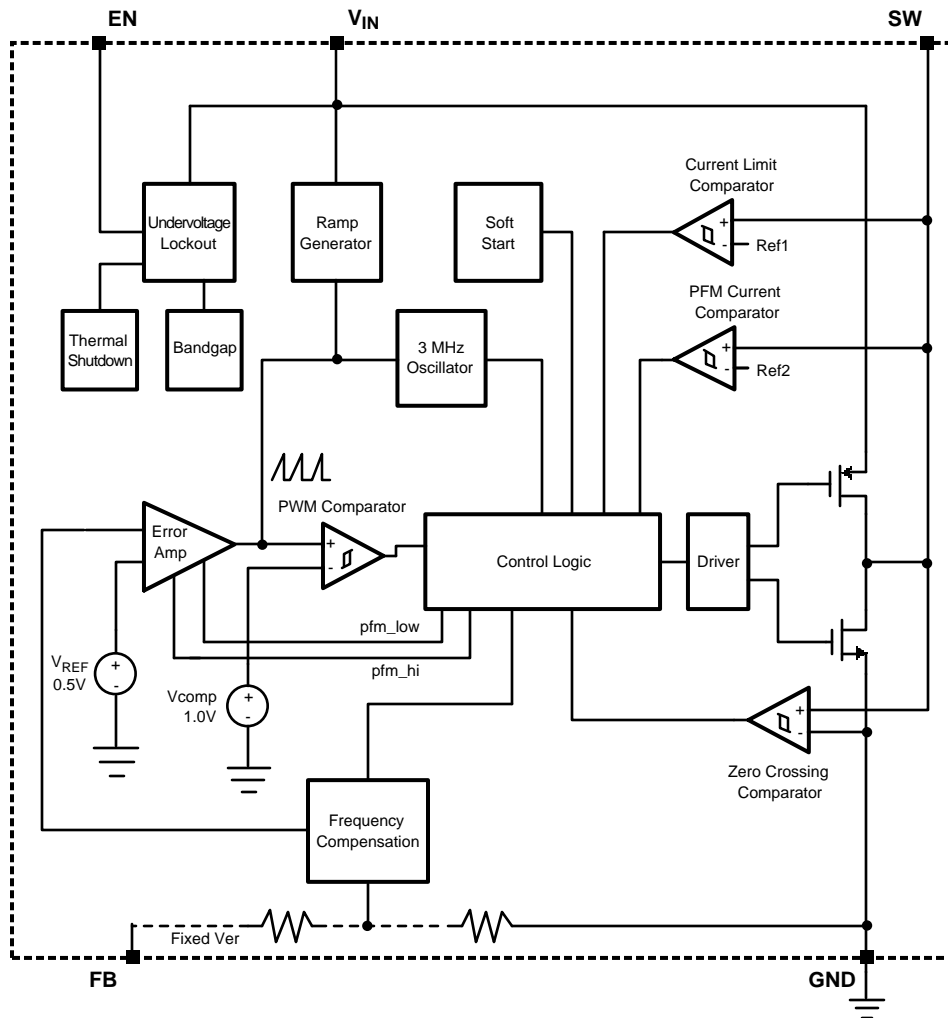 EN
VIN
SW
Current Limit
Comparator
Undervoltage
Lockout
Ramp
Generator
Soft
Start
+
-
Ref1
PFM Current
Comparator
Thermal
Shutdown
Bandgap
3 MHz
Oscillator
+
-
Ref2
PWM Comparator
Error
Amp
+
-
Control Logic
Driver
pfm_low
pfm_hi
VREF
0.5V
+
-
Vcomp
1.0V
+
-
+
-
Zero Crossing
Comparator
Frequency
Compensation
Fixed Ver
FB
GND